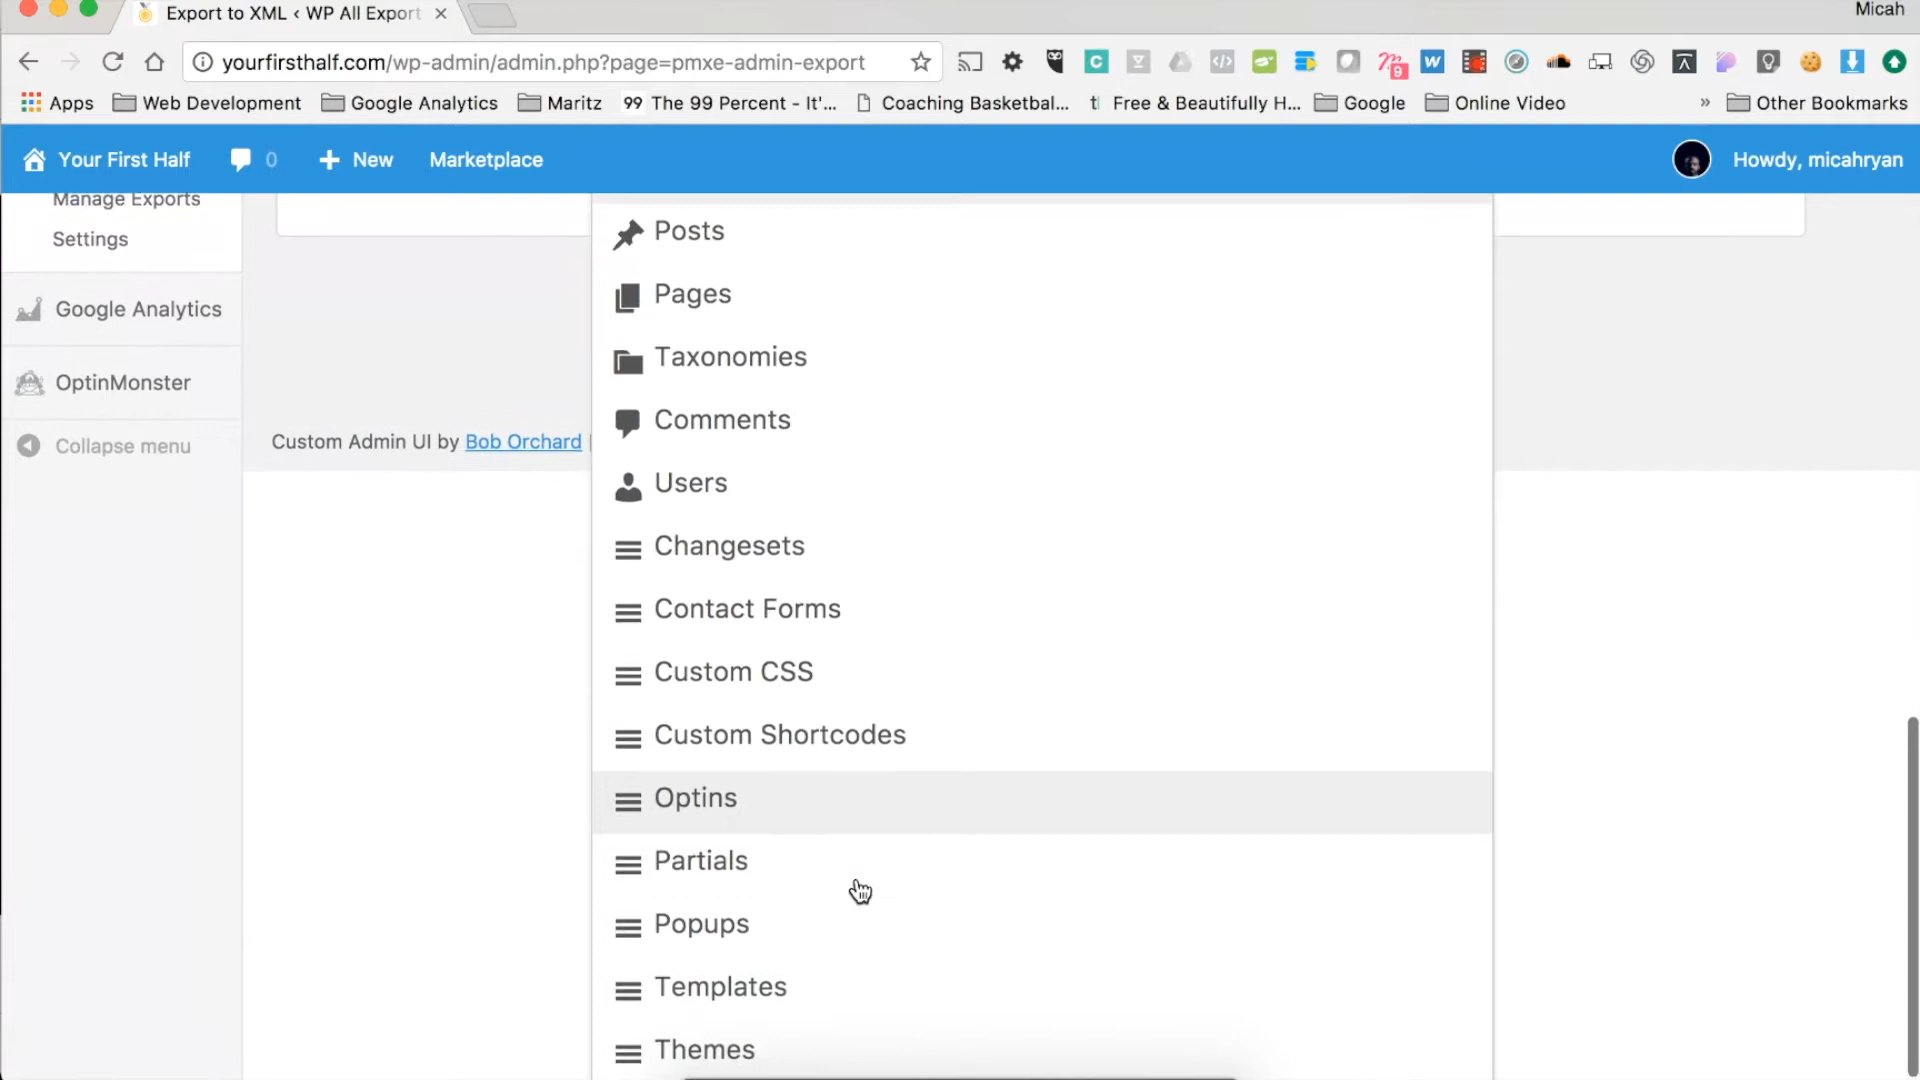 Export to XML ‹ WP All Export
Micah
yourfirsthalf.com/wp-admin/admin.php?page=pmxe-admin-export
9
Apps
Web Development
Google Analytics
Maritz
99 The 99 Percent - It'...
Coaching Basketbal...
Free & Beautifully H...
Google
Online Video
»
Other Bookmarks
Your First Half
0
New
Marketplace
Howdy, micahryan
Manage Exports
Settings
Google Analytics
OptinMonster
Collapse menu
Custom Admin UI by Bob Orchard |
Posts
Pages
Taxonomies
Comments
Users
Changesets
Contact Forms
Custom CSS
Custom Shortcodes
Optins
Partials
Popups
Templates
Themes